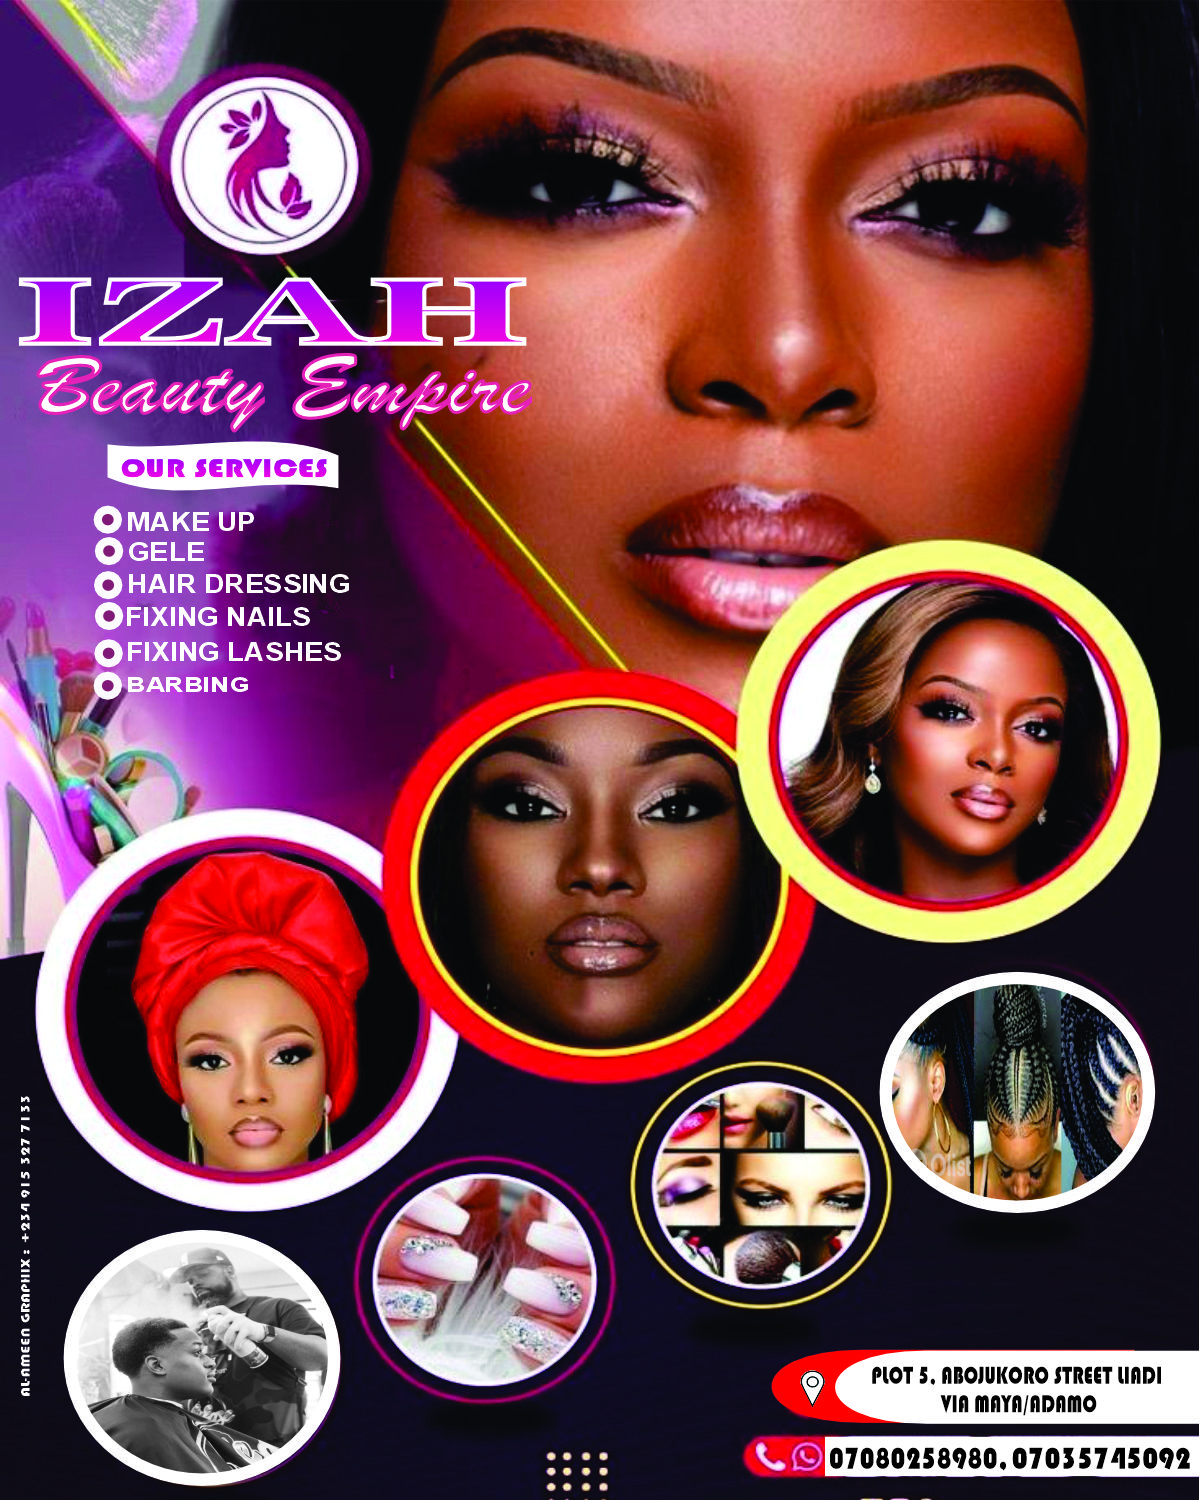 IZAH
Beauty Empire
OUR SERVICES
MAKE UP
GELE
HAIR DRESSING
FIXING NAILS
FIXING LASHES
BARBING
AL-AMEEN GRAPHIX : +234 915 327 7133
PLOT 5, ABOJUKORO STREET LIADI
VIA MAYA/ADAMO
07080258980, 07035745092